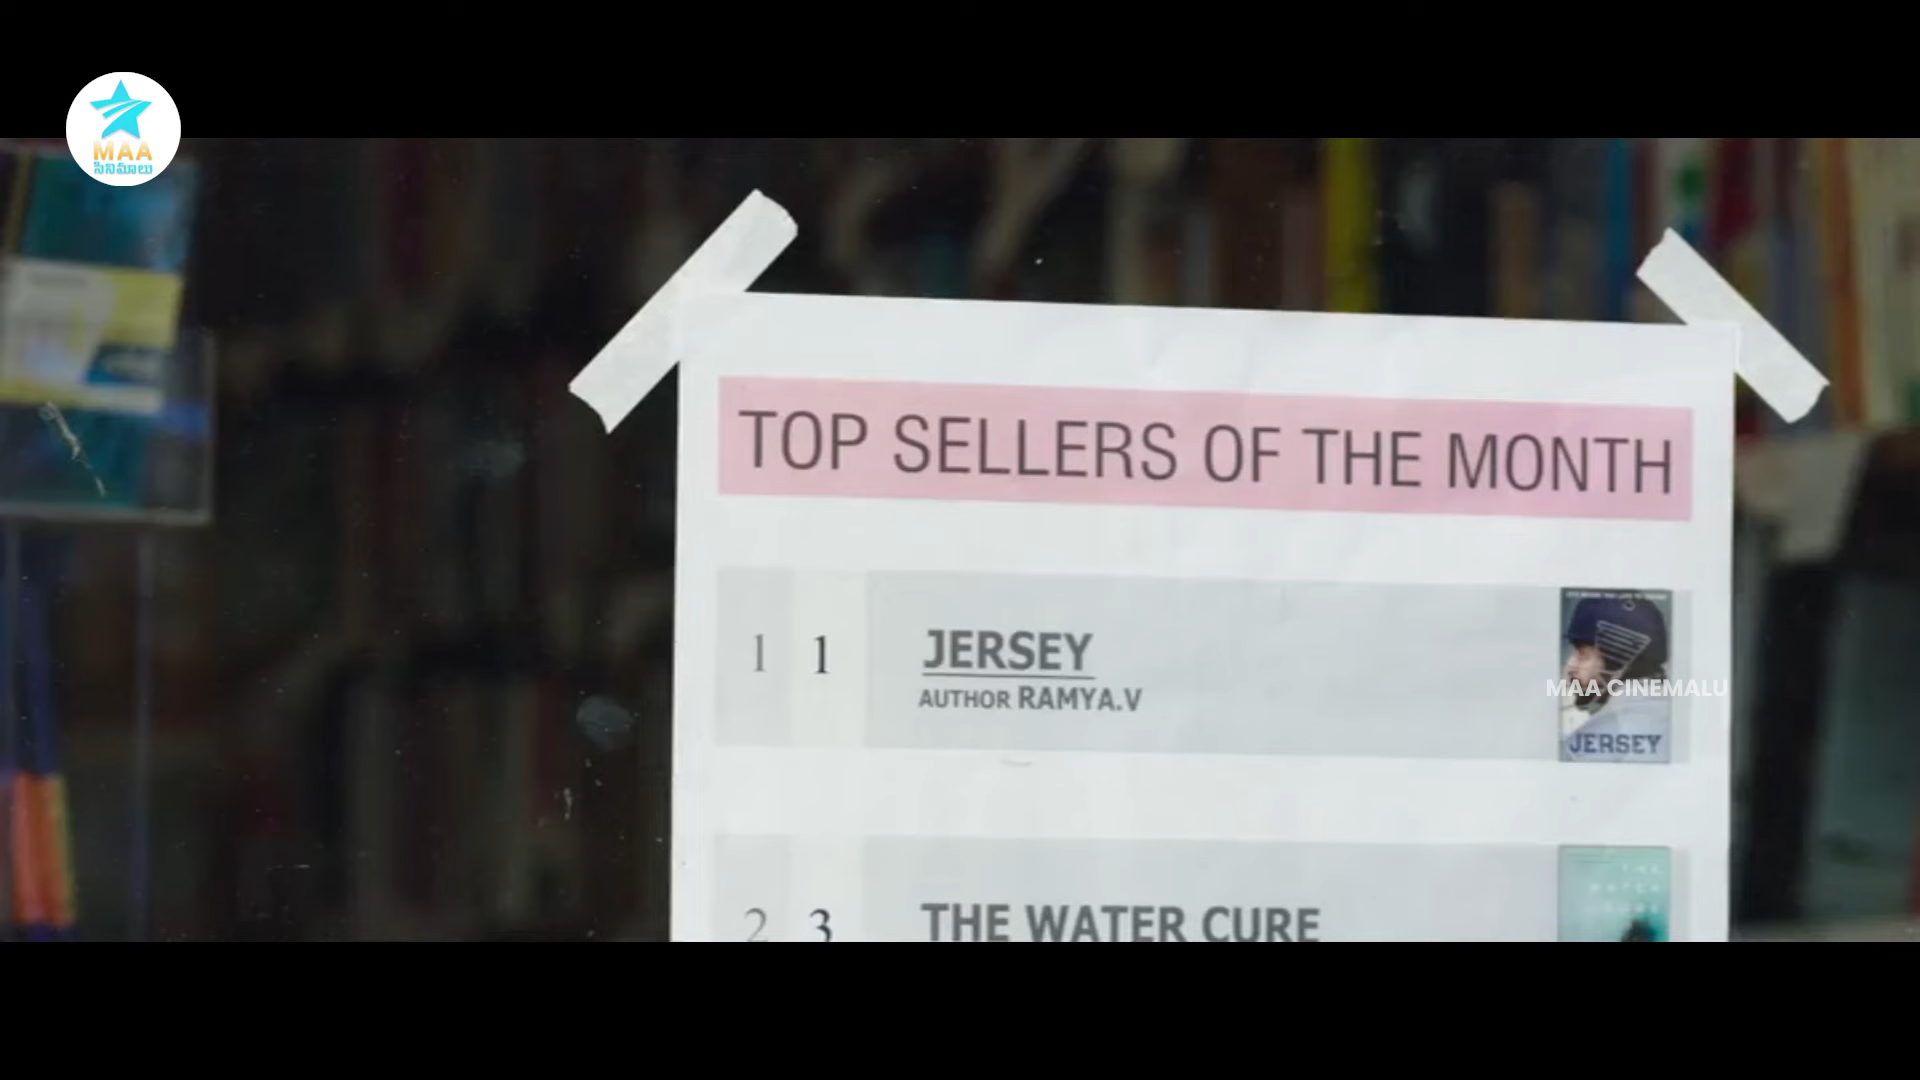 MAA
సినిమాలు
TOP SELLERS OF THE MONTH
1 1 JERSEY
AUTHOR RAMYA.V
MAA CINEMALU
JERSEY
2 3 THE WATER CURE